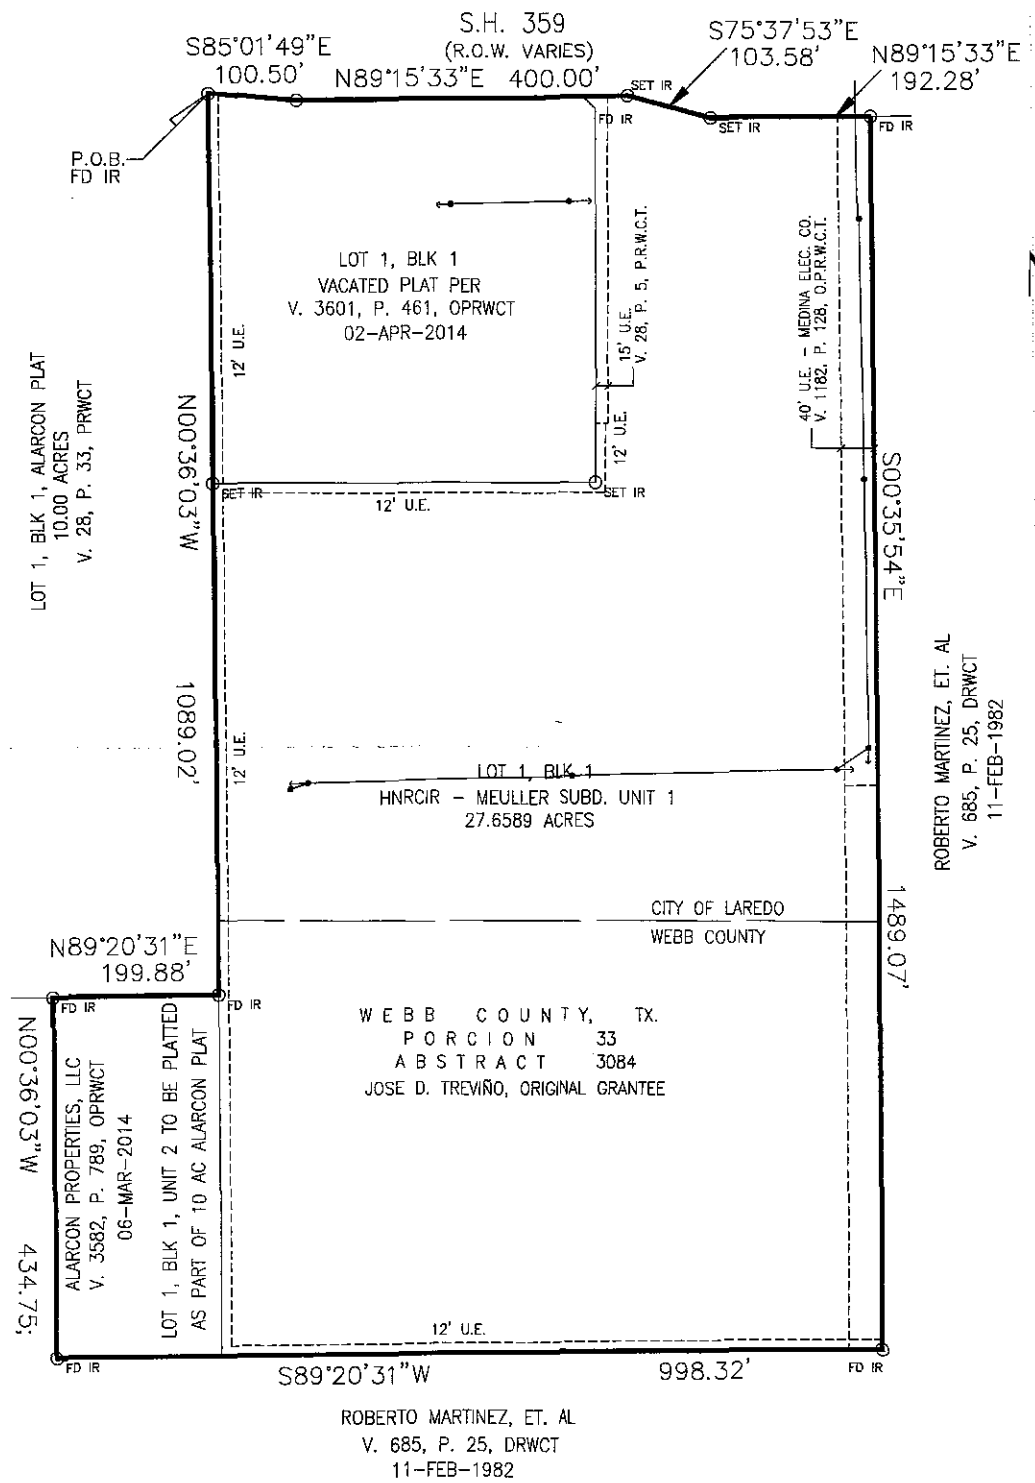 S.H. 359
(R.O.W. VARIES)
S85°01'49"E
100.50'
N89°15'33"E 400.00'
S75°37'53"E
103.58'
N89°15'33"E
192.28'
SET IR
FD IR
SET IR
FD IR
P.O.B.
FD IR
LOT 1, BLK 1
VACATED PLAT PER
V. 3601, P. 461, OPRWCT
02-APR-2014
12' U.E.
15' U.E.
V. 28, P. 5, P.R.W.C.T.
40' U.E. - MEDINA ELEC. CO.
V. 1182, P. 128, O.P.R.W.C.T.
LOT 1, BLK 1, ALARCON PLAT
10.00 ACRES
V. 28, P. 33, PRWCT
N00°36'03"W
1089.02'
12' U.E.
SET IR
12' U.E.
SET IR
S00°35'54"E
1489.07'
ROBERTO MARTINEZ, ET. AL
V. 685, P. 25, DRWCT
11-FEB-1982
12' U.E.
LOT 1, BLK 1
HNRCIR - MEULLER SUBD. UNIT 1
27.6589 ACRES
CITY OF LAREDO
WEBB COUNTY
N89°20'31"E
199.88'
FD IR
FD IR
WEBB COUNTY, TX.
PORCION 33
ABSTRACT 3084
JOSE D. TREVIÑO, ORIGINAL GRANTEE
N00°36'03"W 434.75;
ALARCON PROPERTIES, LLC
V. 3582, P. 789, OPRWCT
06-MAR-2014
LOT 1, BLK 1, UNIT 2 TO BE PLATTED
AS PART OF 10 AC ALARCON PLAT
12' U.E.
FD IR
S89°20'31"W
998.32'
FD IR
ROBERTO MARTINEZ, ET. AL
V. 685, P. 25, DRWCT
11-FEB-1982